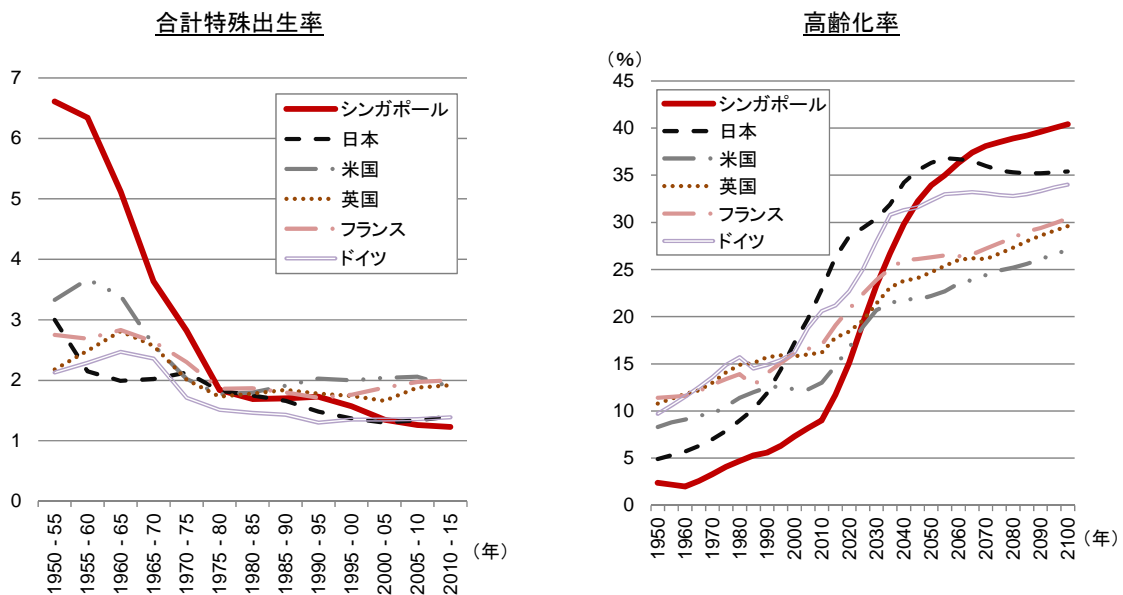 合計特殊出生率
7
6
5
4
3
2
1
0
シンガポール
日本
米国
英国
フランス
ドイツ
1950 - 55
1955 - 60
1960 - 65
1965 - 70
1970 - 75
1975 - 80
1980 - 85
1985 - 90
1990 - 95
1995 - 00
2000 - 05
2005 - 10
2010 - 15
（年）
高齢化率
（%）
45
40
35
30
25
20
15
10
5
0
シンガポール
日本
米国
英国
フランス
ドイツ
1950
1960
1970
1980
1990
2000
2010
2020
2030
2040
2050
2060
2070
2080
2090
2100
（年）